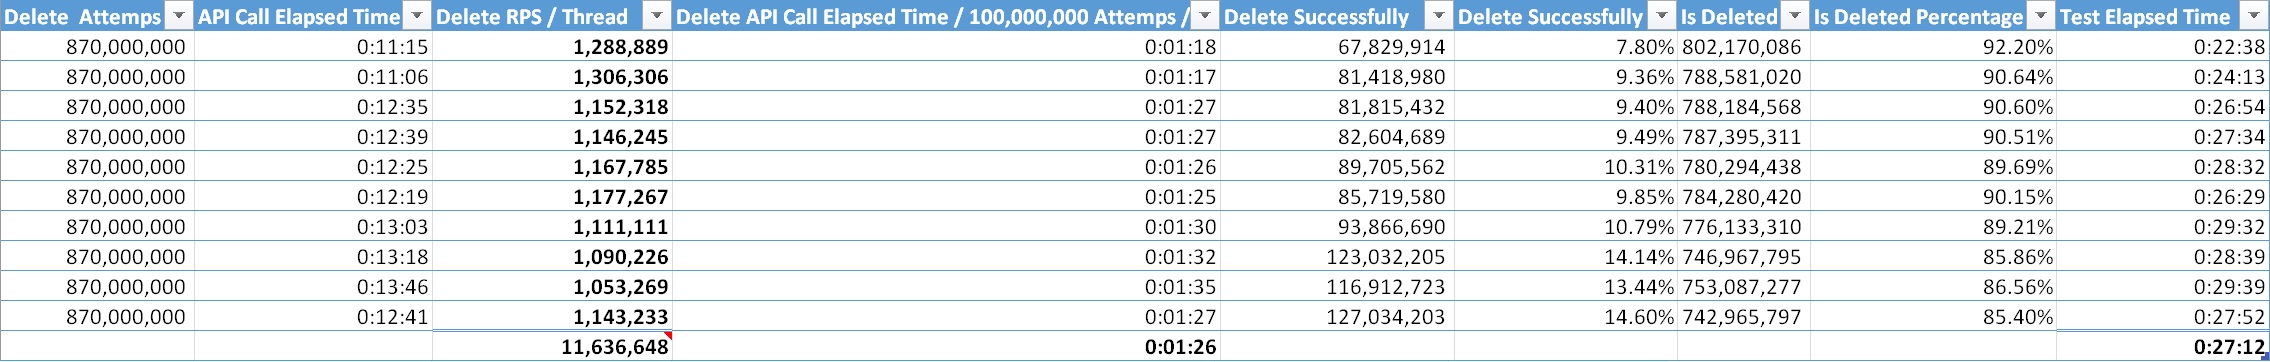 Delete Attemps API Call Elapsed Time Delete RPS / Thread Delete API Call Elapsed Time / 100,000,000 Attemps / Delete Successfully Delete Successfully Is Deleted Is Deleted Percentage Test Elapsed Time
870,000,000 0:11:15 1,288,889 0:01:18 67,829,914 7.80% 802,170,086 92.20% 0:22:38
870,000,000 0:11:06 1,306,306 0:01:17 81,418,980 9.36% 788,581,020 90.64% 0:24:13
870,000,000 0:12:35 1,152,318 0:01:27 81,815,432 9.40% 788,184,568 90.60% 0:26:54
870,000,000 0:12:39 1,146,245 0:01:27 82,604,689 9.49% 787,395,311 90.51% 0:27:34
870,000,000 0:12:25 1,167,785 0:01:26 89,705,562 10.31% 780,294,438 89.69% 0:28:32
870,000,000 0:12:19 1,177,267 0:01:25 85,719,580 9.85% 784,280,420 90.15% 0:26:29
870,000,000 0:13:03 1,111,111 0:01:30 93,866,690 10.79% 776,133,310 89.21% 0:29:32
870,000,000 0:13:18 1,090,226 0:01:32 123,032,205 14.14% 746,967,795 85.86% 0:28:39
870,000,000 0:13:46 1,053,269 0:01:35 116,912,723 13.44% 753,087,277 86.56% 0:29:39
870,000,000 0:12:41 1,143,233 0:01:27 127,034,203 14.60% 742,965,797 85.40% 0:27:52
11,636,648 0:01:26 0:27:12